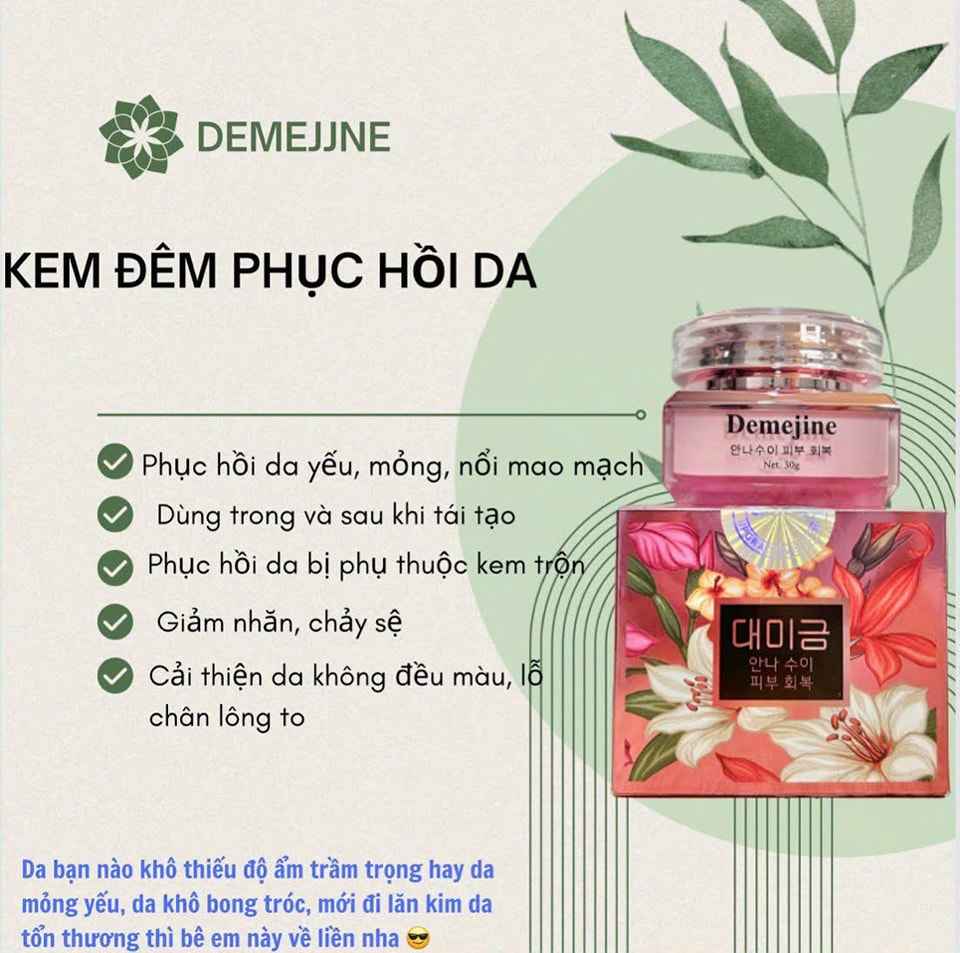 DEMEJJNE
KEM ĐÊM PHỤC HỒI DA
Phục hồi da yếu, mỏng, nổi mao mạch
Dùng trong và sau khi tái tạo
Phục hồi da bị phụ thuộc kem trộn
Giảm nhăn, chảy sệ
Cải thiện da không đều màu, lỗ
chân lông to
Demejine
안나수이 피부 회복
Net. 30g
대미금
안나 수이
피부 회복
Da bạn nào khô thiếu độ ẩm trầm trọng hay da
mỏng yếu, da khô bong tróc, mới đi lăn kim da
tổn thương thì bê em này về liền nha 😎